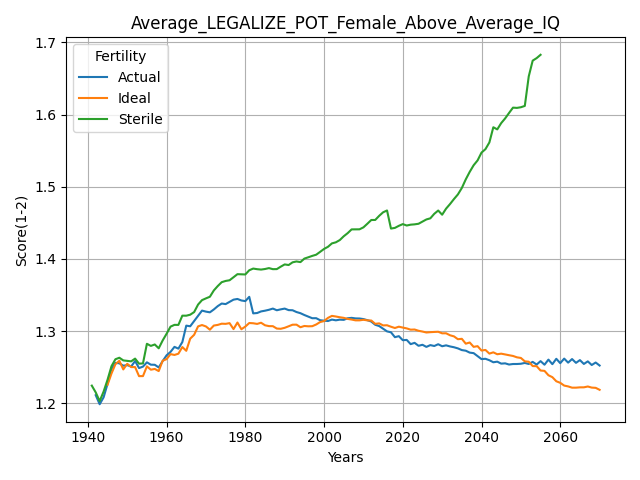 Average_LEGALIZE_POT_Female_Above_Average_IQ
Fertility
Actual
Ideal
Sterile
Score(1-2)
1.7
1.6
1.5
1.4
1.3
1.2
1940 1960 1980 2000 2020 2040 2060
Years